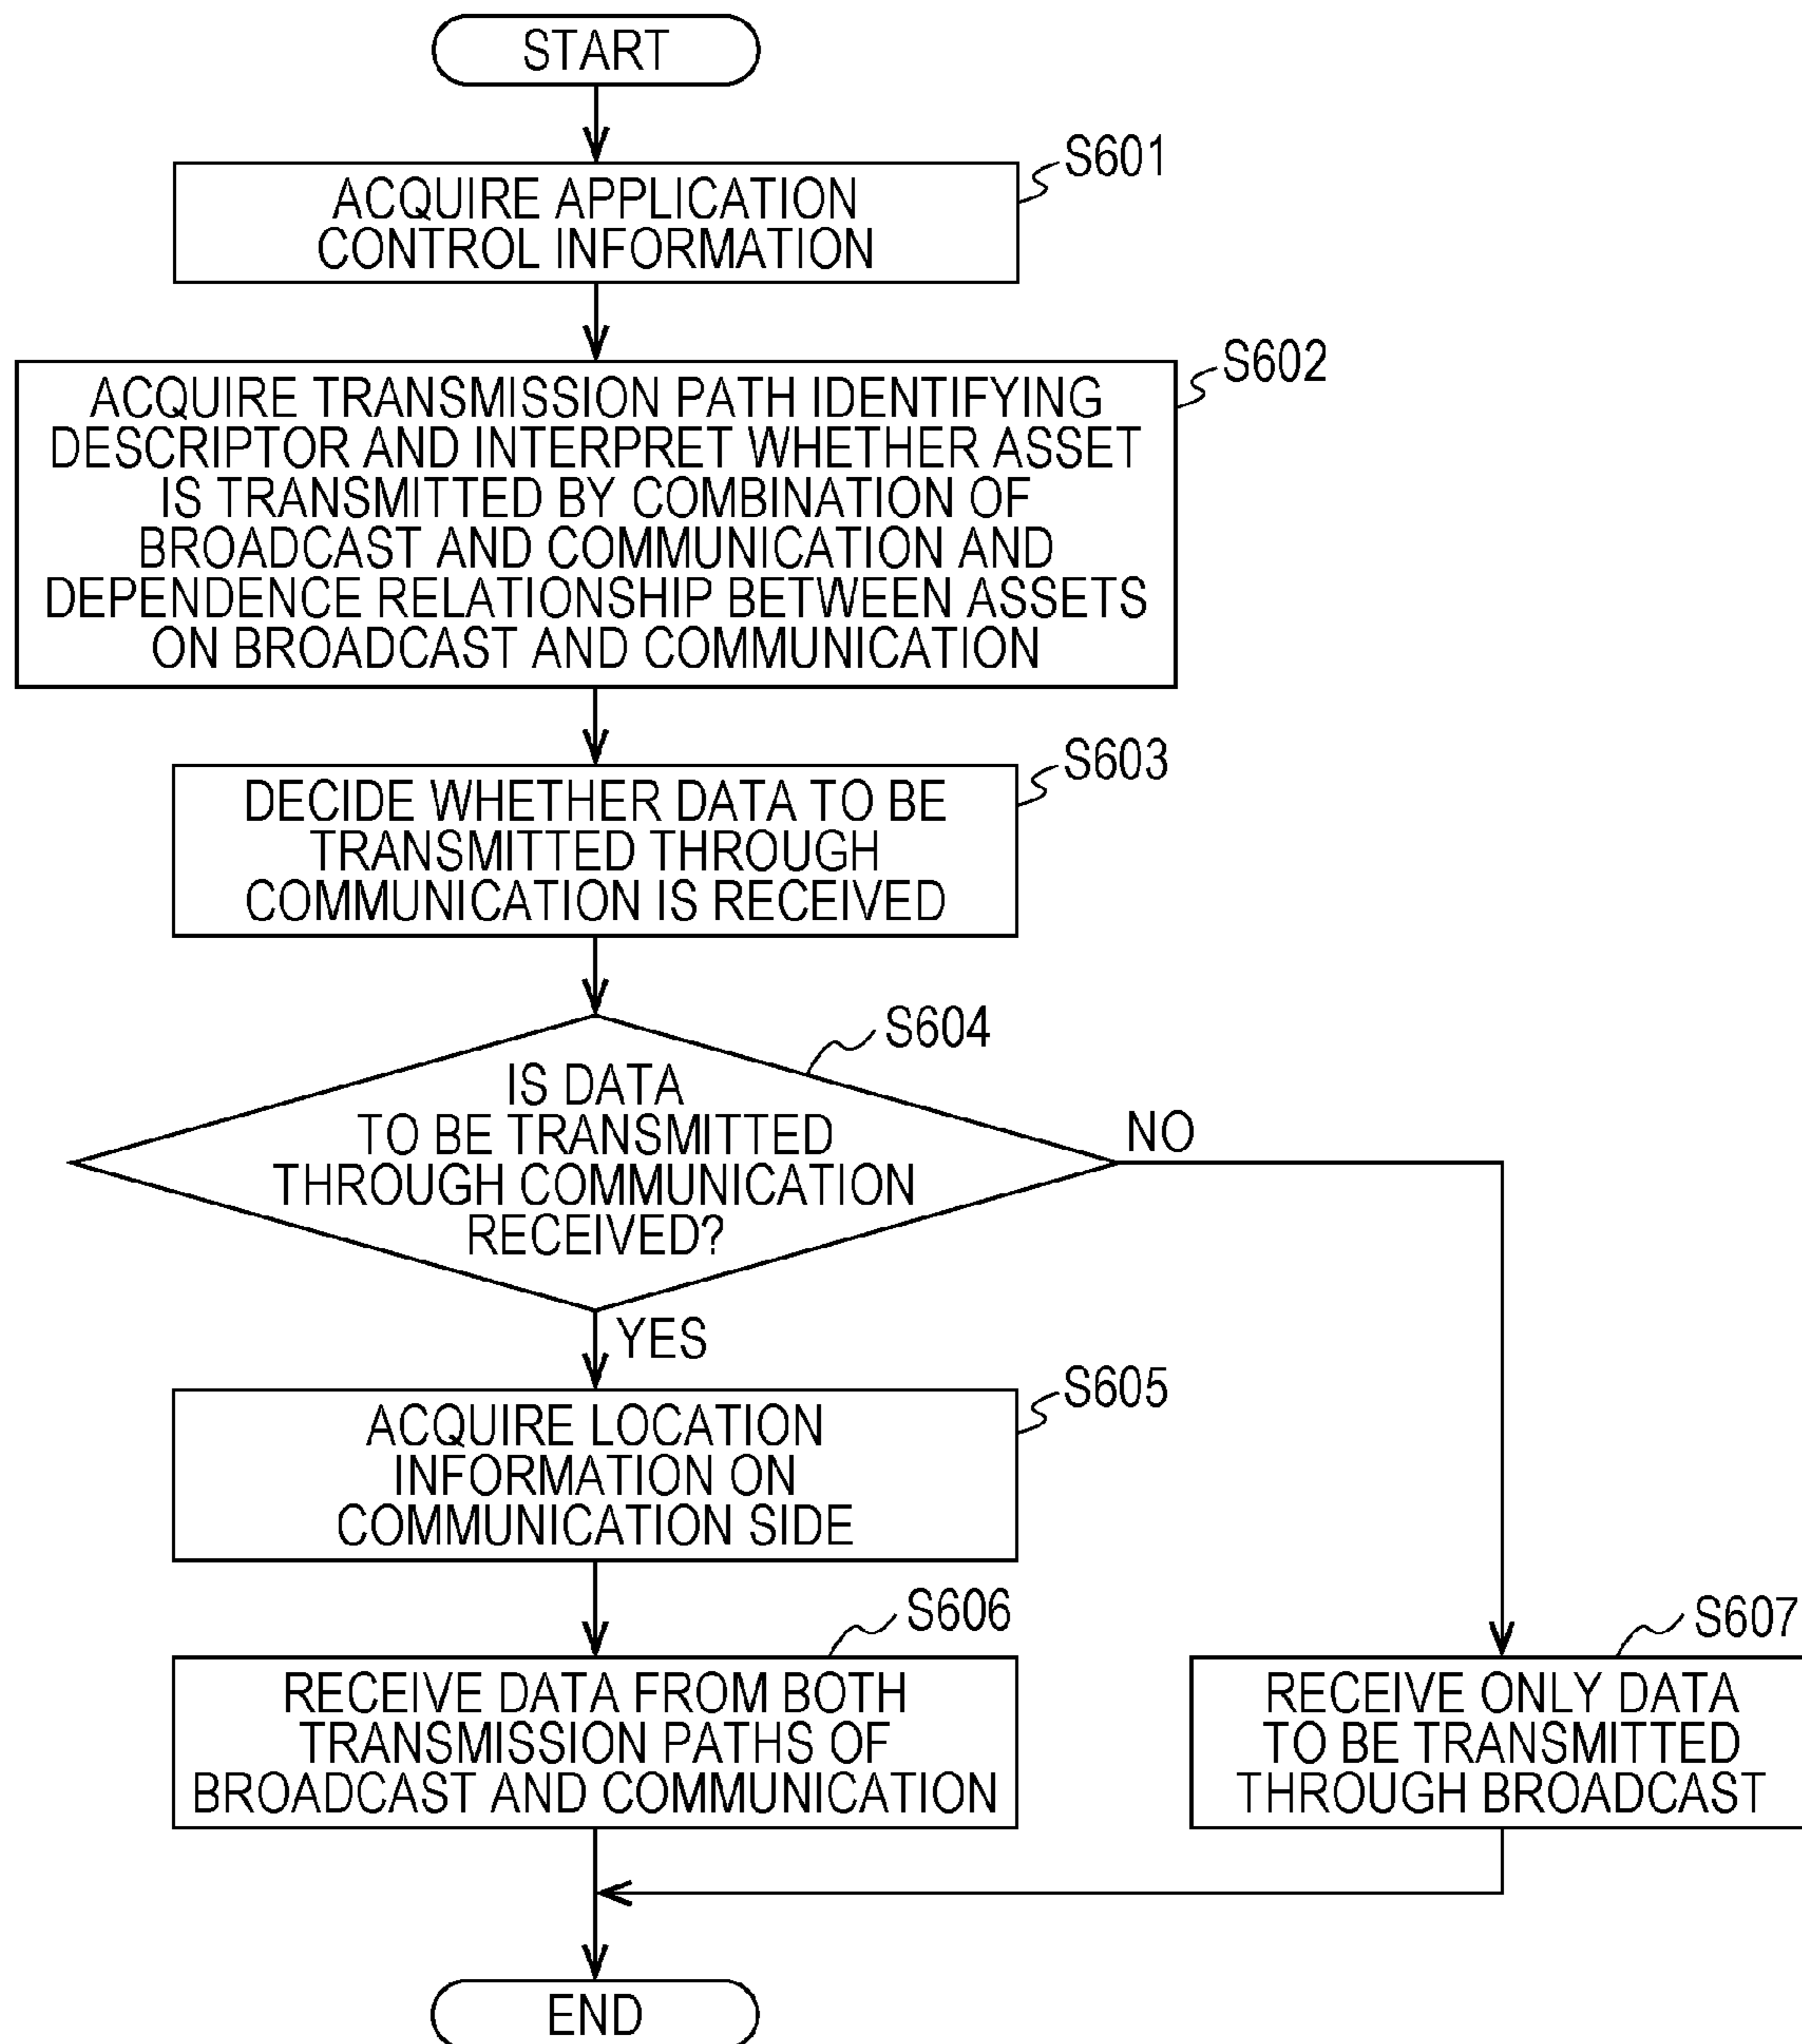 START
S601
ACQUIRE APPLICATION
CONTROL INFORMATION
S602
ACQUIRE TRANSMISSION PATH IDENTIFYING
DESCRIPTOR AND INTERPRET WHETHER ASSET
IS TRANSMITTED BY COMBINATION OF
BROADCAST AND COMMUNICATION AND
DEPENDENCE RELATIONSHIP BETWEEN ASSETS
ON BROADCAST AND COMMUNICATION
S603
DECIDE WHETHER DATA TO BE
TRANSMITTED THROUGH
COMMUNICATION IS RECEIVED
S604
IS DATA
TO BE TRANSMITTED
THROUGH COMMUNICATION
RECEIVED?
NO
YES
S605
ACQUIRE LOCATION
INFORMATION ON
COMMUNICATION SIDE
S606
RECEIVE DATA FROM BOTH
TRANSMISSION PATHS OF
BROADCAST AND COMMUNICATION
S607
RECEIVE ONLY DATA
TO BE TRANSMITTED
THROUGH BROADCAST
END